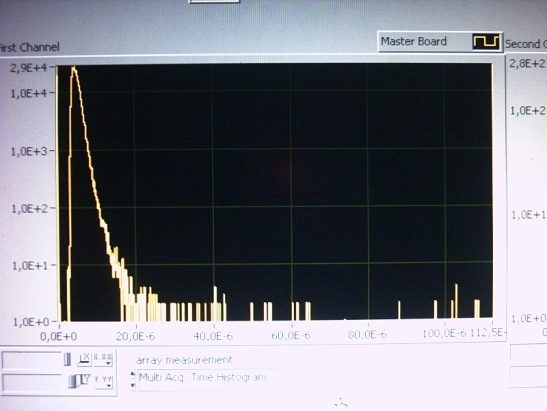 First Channel
Master Board
Second C
2,9E+4
1,0E+4
1,0E+3
1,0E+2
1,0E+1
1,0E+0
0,0E+0 20,0E-6 40,0E-6 60,0E-6 80,0E-6 100,0E-6 112,5E-
2,8E+2
1,0E+2
1,0E+1
1,0E+0
array measurement
Multi Acq. Time Histogram